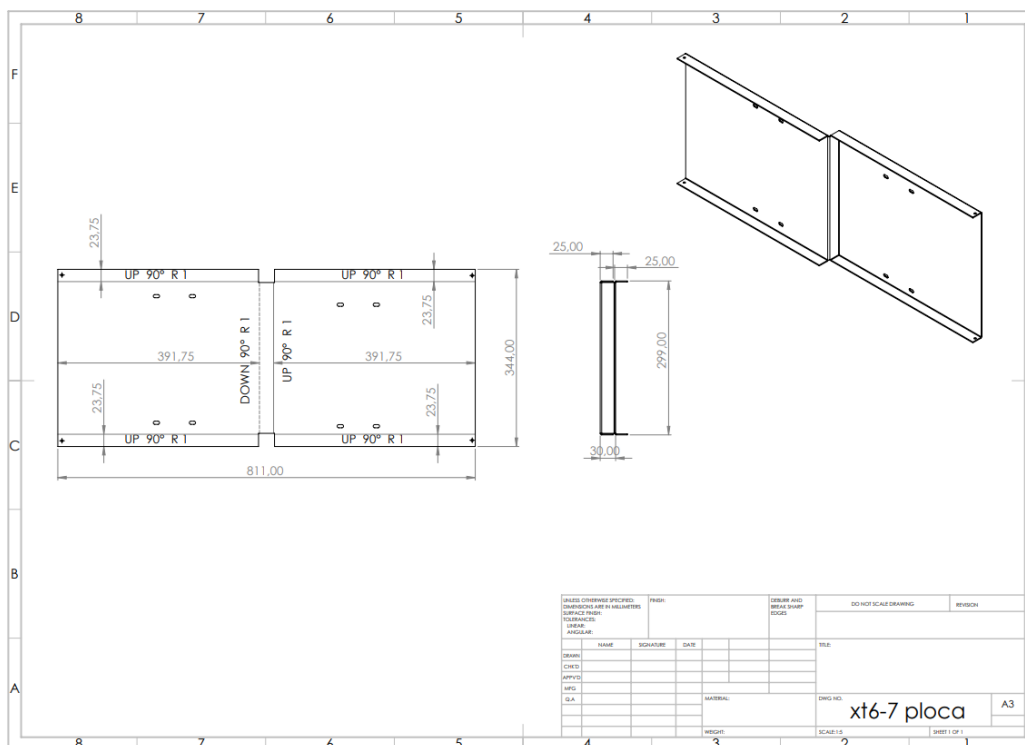 8 7 6 5 4 3 2 1
F
E
D
C
B
A
23,75
UP 90° R 1
UP 90° R 1
23,75
391,75
DOWN 90° R 1
UP 90° R 1
391,75
344,00
23,75
23,75
UP 90° R 1
UP 90° R 1
811,00
25,00
25,00
299,00
30,00
UNLESS OTHERWISE SPECIFIED:
DIMENSIONS ARE IN MILLIMETERS
SURFACE FINISH:
TOLERANCES:
LINEAR:
ANGULAR:
FINISH:
DEBURR AND
BREAK SHARP
EDGES
DO NOT SCALE DRAWING
REVISION
NAME SIGNATURE DATE
TITLE:
DRAWN
CHK'D
APPV'D
MFG
Q.A
MATERIAL:
DWG NO.
xt6-7 ploca
A3
WEIGHT:
SCALE:1:5
SHEET 1 OF 1
8 7 6 5 4 3 2 1